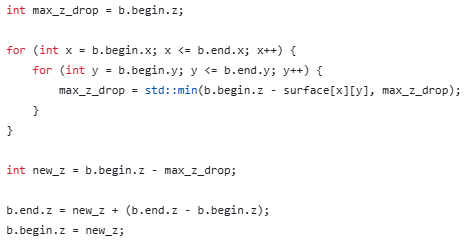 int max_z_drop = b.begin.z;

for (int x = b.begin.x; x <= b.end.x; x++) {
    for (int y = b.begin.y; y <= b.end.y; y++) {
        max_z_drop = std::min(b.begin.z - surface[x][y], max_z_drop);
    }
}

int new_z = b.begin.z - max_z_drop;

b.end.z = new_z + (b.end.z - b.begin.z);
b.begin.z = new_z;